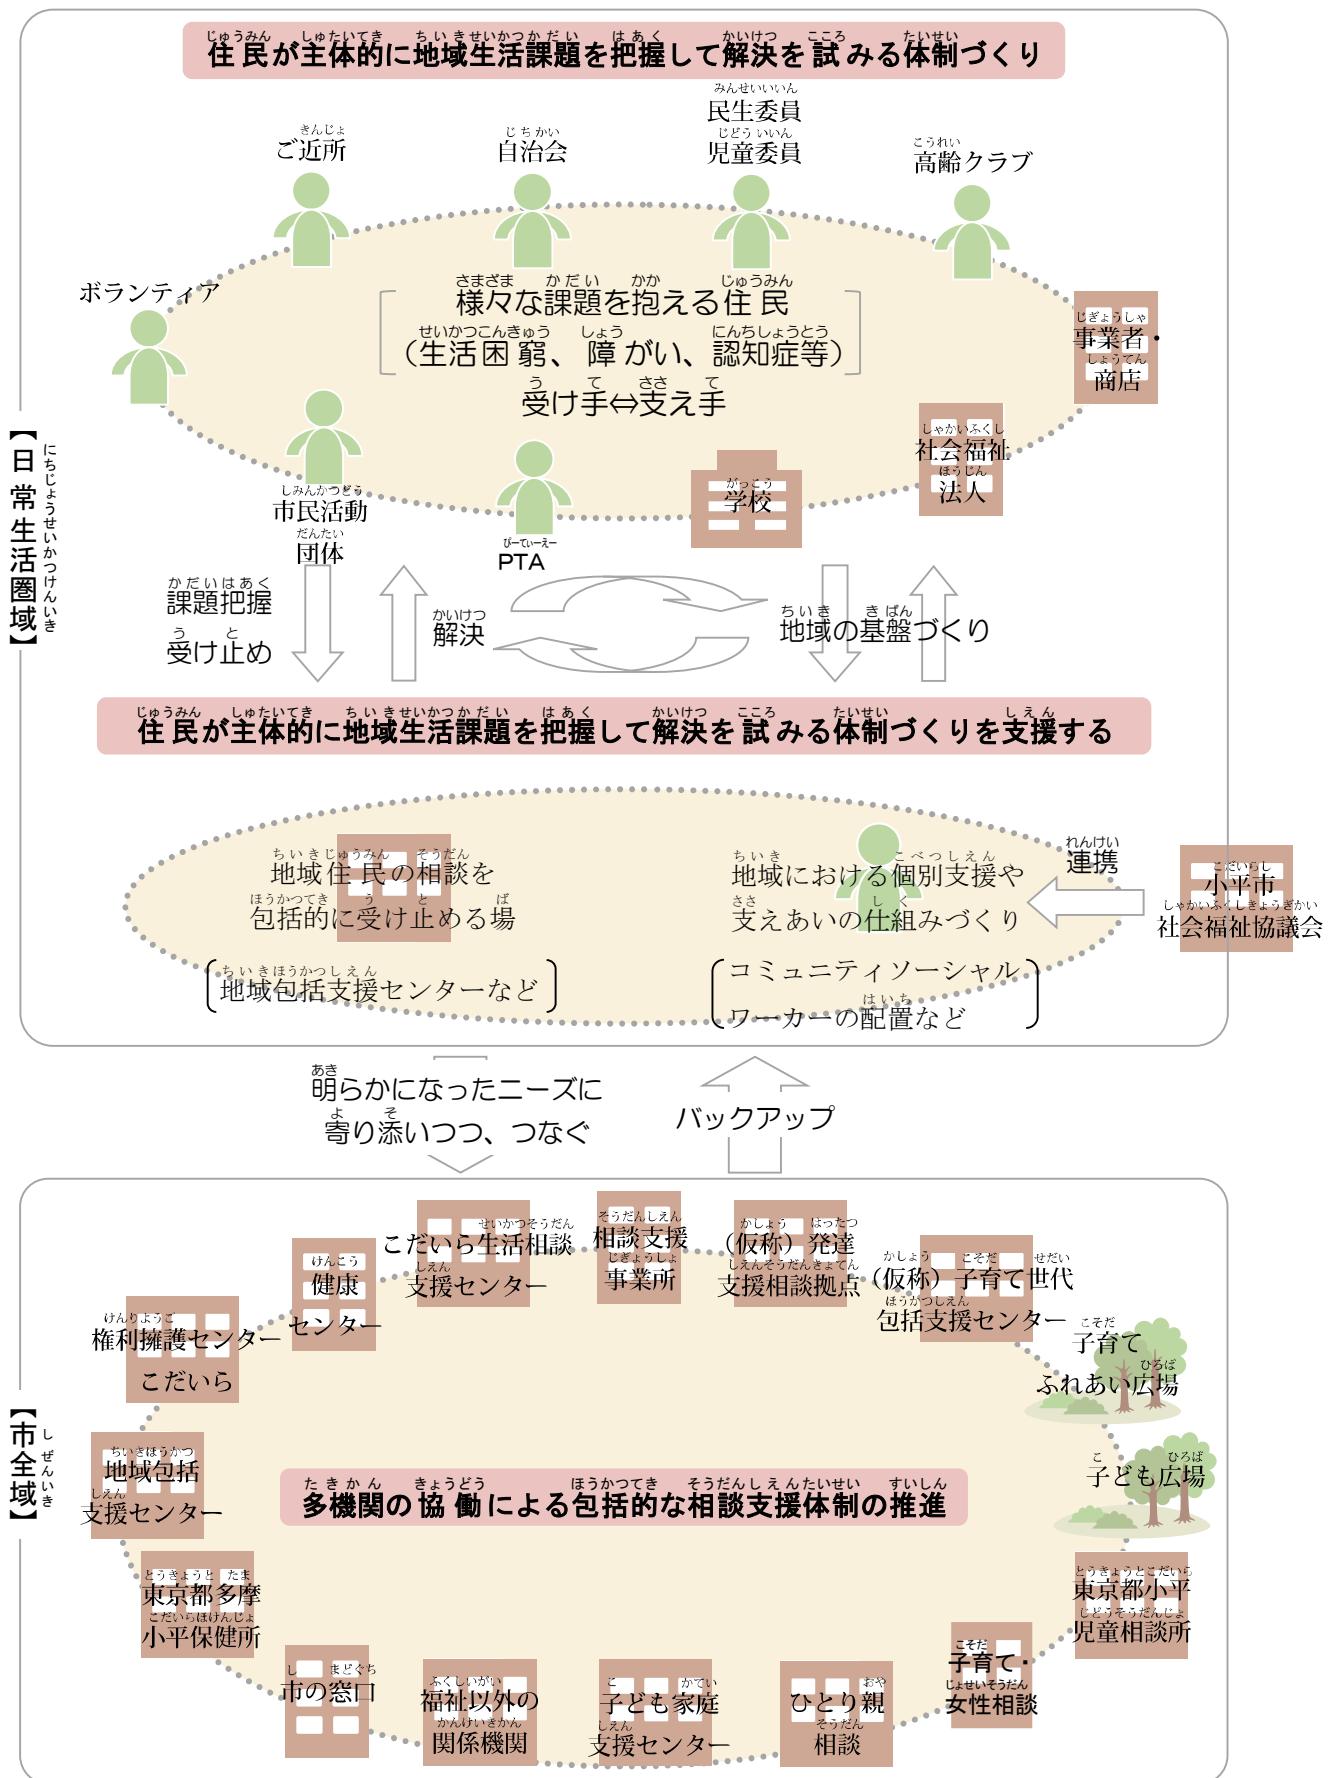 住民が主体的に地域生活課題を把握して解決を試みる体制づくり
民生委員
児童委員
ご近所
自治会
高齢クラブ
ボランティア
様々な課題を抱える住民
(生活困窮、障がい、認知症等)
受け手⇔支え手
事業者・
商店
社会福祉
法人
学校
市民活動
団体
PTA
【日常生活圏域】
課題把握
受け止め
解決
地域の基盤づくり
住民が主体的に地域生活課題を把握して解決を試みる体制づくりを支援する
地域住民の相談を
包括的に受け止める場
地域包括支援センターなど
地域における個別支援や
支えあいの仕組みづくり
コミュニティソーシャル
ワーカーの配置など
連携
小平市
社会福祉協議会
明らかになったニーズに
寄り添いつつ、つなぐ
バックアップ
【市全域】
こだいら生活相談
支援センター
相談支援
事業所
(仮称)発達
支援相談拠点
(仮称)子育て世代
包括支援センター
健康
センター
権利擁護センター
こだいら
子育て
ふれあい広場
地域包括
支援センター
子ども広場
多機関の協働による包括的な相談支援体制の推進
東京都多摩
小平保健所
東京都小平
児童相談所
市の窓口
福祉以外の
関係機関
子ども家庭
支援センター
ひとり親
相談
子育て・
女性相談